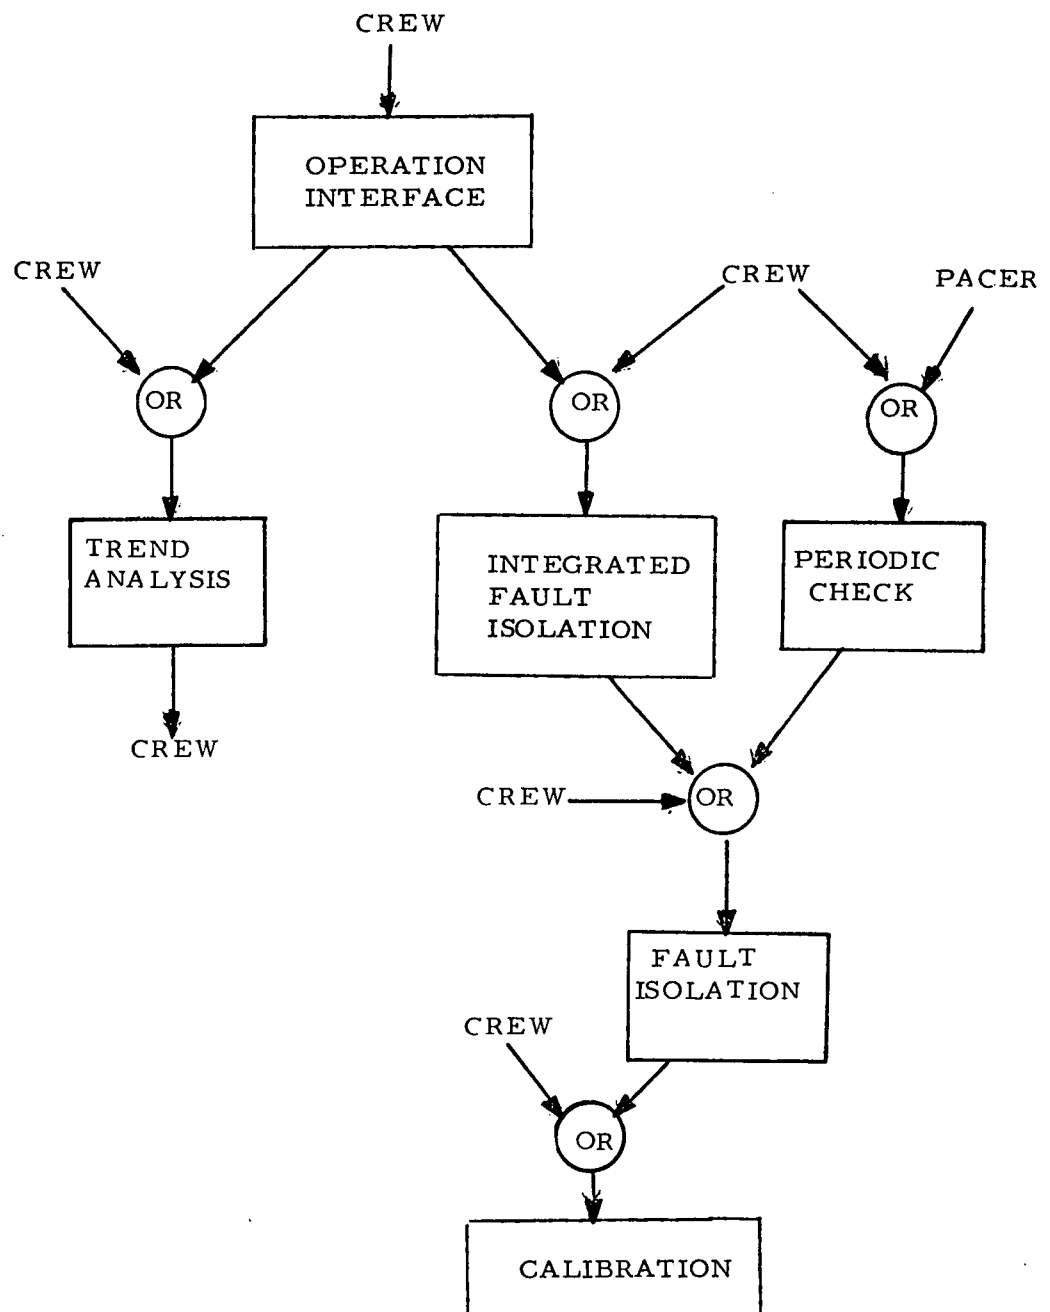 CREW
OPERATION
INTERFACE
CREW
CREW
PACER
OR
OR
OR
TREND
ANALYSIS
INTEGRATED
FAULT
ISOLATION
PERIODIC
CHECK
CREW
CREW
OR
FAULT
ISOLATION
CREW
OR
CALIBRATION